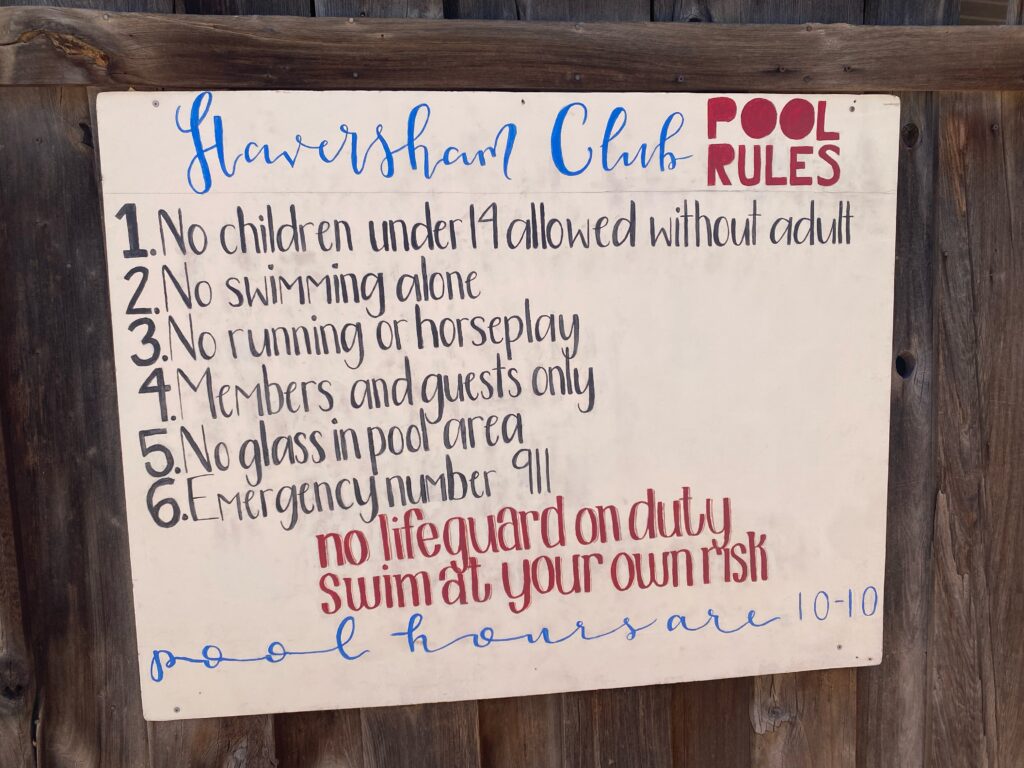 Haversham Club POOL RULES
1. No children under 14 allowed without adult
2. No swimming alone
3. No running or horseplay
4. Members and guests only
5. No glass in pool area
6. Emergency number 911
no lifeguard on duty
swim at your own risk
pool hours are 10-10